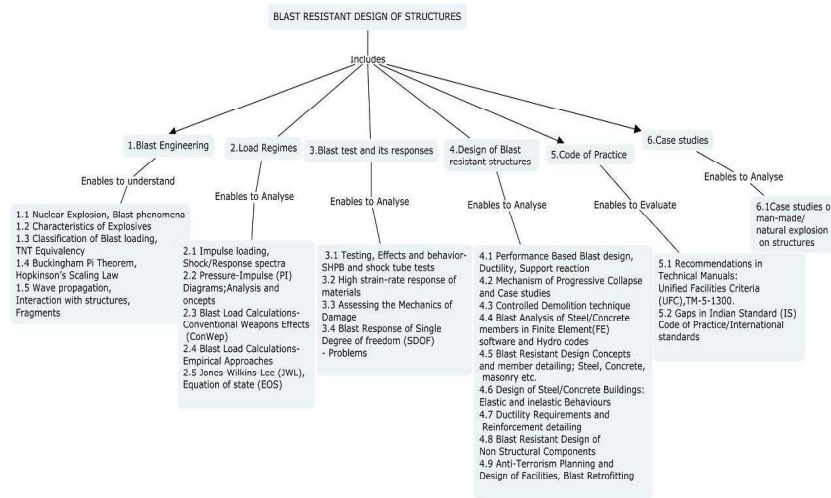 BLAST RESISTANT DESIGN OF STRUCTURES
Includes
1.Blast Engineering
2.Load Regimes
3.Blast test and its responses
4.Design of Blast
resistant structures
5.Code of Practice
6.Case studies
Enables to understand
Enables to Analyse
Enables to Analyse
Enables to Analyse
Enables to Evaluate
Enables to Analyse
1.1 Nuclear Explosion, Blast phenomena
1.2 Characteristics of Explosives
1.3 Classification of Blast loading,
TNT Equivalency
1.4 Buckingham Pi Theorem,
Hopkinson's Scaling Law
1.5 Wave propagation,
Interaction with structures,
Fragments
2.1 Impulse loading,
Shock/Response spectra
2.2 Pressure-Impulse (PI)
Diagrams;Analysis and
oncepts
2.3 Blast Load Calculations-
Conventional Weapons Effects
(ConWep)
2.4 Blast Load Calculations-
Empirical Approaches
2.5 Jones-Wilkins-Lee (JWL),
Equation of state (EOS)
3.1 Testing, Effects and behavior-
SHPB and shock tube tests
3.2 High strain-rate response of
materials
3.3 Assessing the Mechanics of
Damage
3.4 Blast Response of Single
Degree of freedom (SDOF)
- Problems
4.1 Performance Based Blast design,
Ductility, Support reaction
4.2 Mechanism of Progressive Collapse
and Case studies
4.3 Controlled Demolition technique
4.4 Blast Analysis of Steel/Concrete
members in Finite Element(FE)
software and Hydro codes
4.5 Blast Resistant Design Concepts
and member detailing; Steel, Concrete,
masonry etc.
4.6 Design of Steel/Concrete Buildings:
Elastic and inelastic Behaviours
4.7 Ductility Requirements and
Reinforcement detailing
4.8 Blast Resistant Design of
Non Structural Components
4.9 Anti-Terrorism Planning and
Design of Facilities, Blast Retrofitting
5.1 Recommendations in
Technical Manuals:
Unified Facilities Criteria
(UFC),TM-5-1300.
5.2 Gaps in Indian Standard (IS)
Code of Practice/International
standards
6.1Case studies o
man-made/
natural explosion
on structures